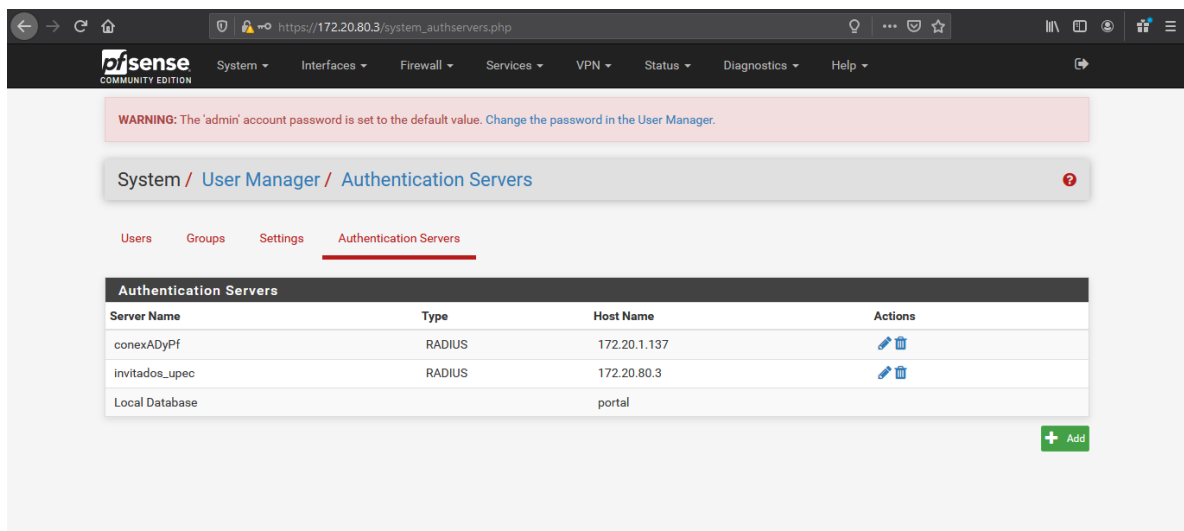 https://172.20.80.3/system_authservers.php
pfsense
COMMUNITY EDITION
System Interfaces Firewall Services VPN Status Diagnostics Help
WARNING: The 'admin' account password is set to the default value. Change the password in the User Manager.
System / User Manager / Authentication Servers
Users Groups Settings Authentication Servers
Authentication Servers
Server Name Type Host Name Actions
conexADyPf RADIUS 172.20.1.137
invitados_upec RADIUS 172.20.80.3
Local Database portal
+ Add